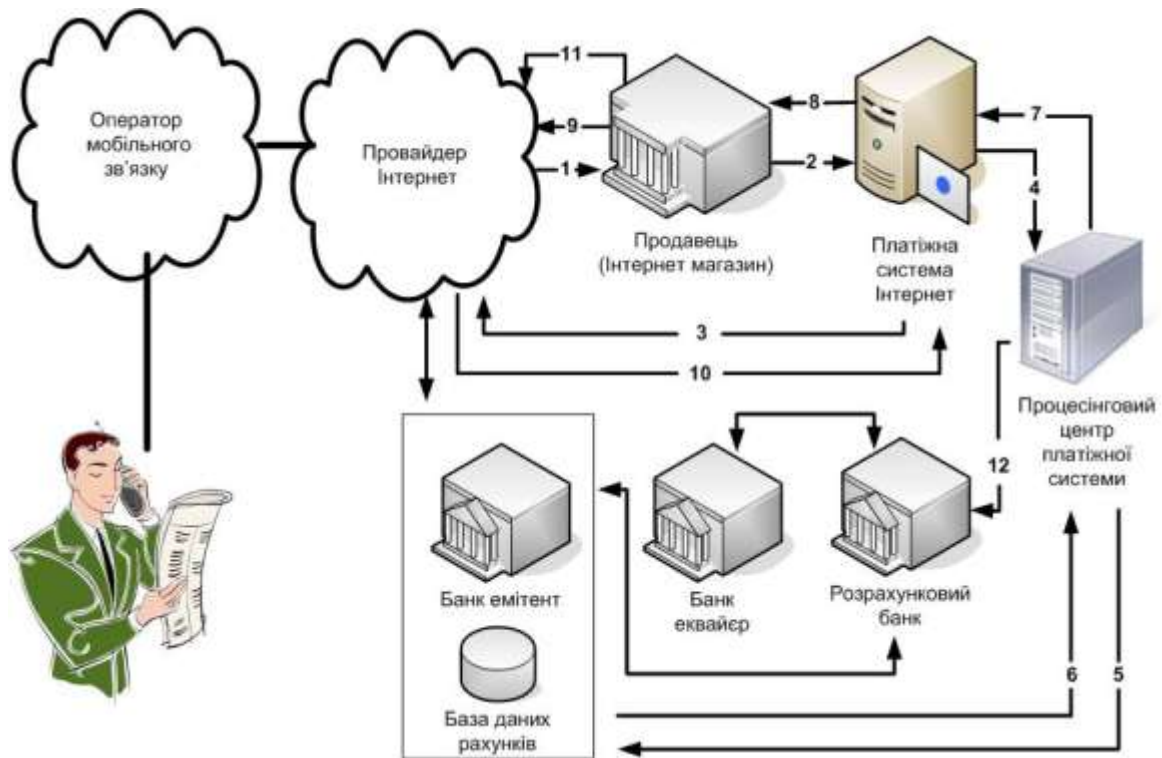 Оператор
мобільного
зв'язку
Провайдер
Інтернет
11
9
1
8
2
7
4
Продавець
(Інтернет магазин)
Платіжна
система
Інтернет
3
10
Процесінговий
центр
платіжної
системи
12
Банк емітент
Банк
еквайєр
Розрахунковий
банк
База даних
рахунків
6
5